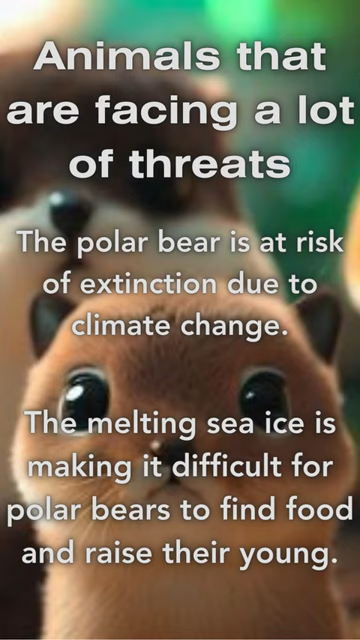 Animals that
are facing a lot
of threats
The polar bear is at risk
of extinction due to
climate change.
The melting sea ice is
making it difficult for
polar bears to find food
and raise their young.